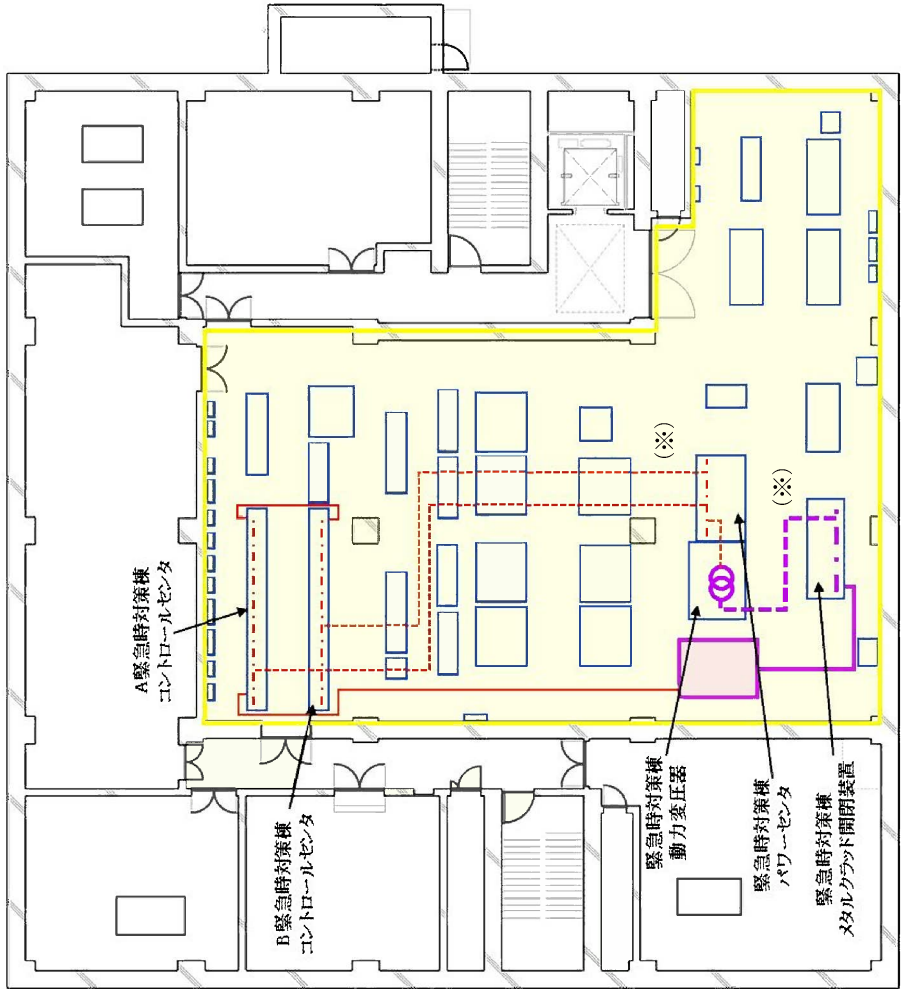 A緊急時対策棟
コントロールセンタ
B緊急時対策棟
コントロールセンタ
(※)
(※)
緊急時対策棟
動力変圧器
緊急時対策棟
パワーセンタ
緊急時対策棟
メタルクラッド開閉装置